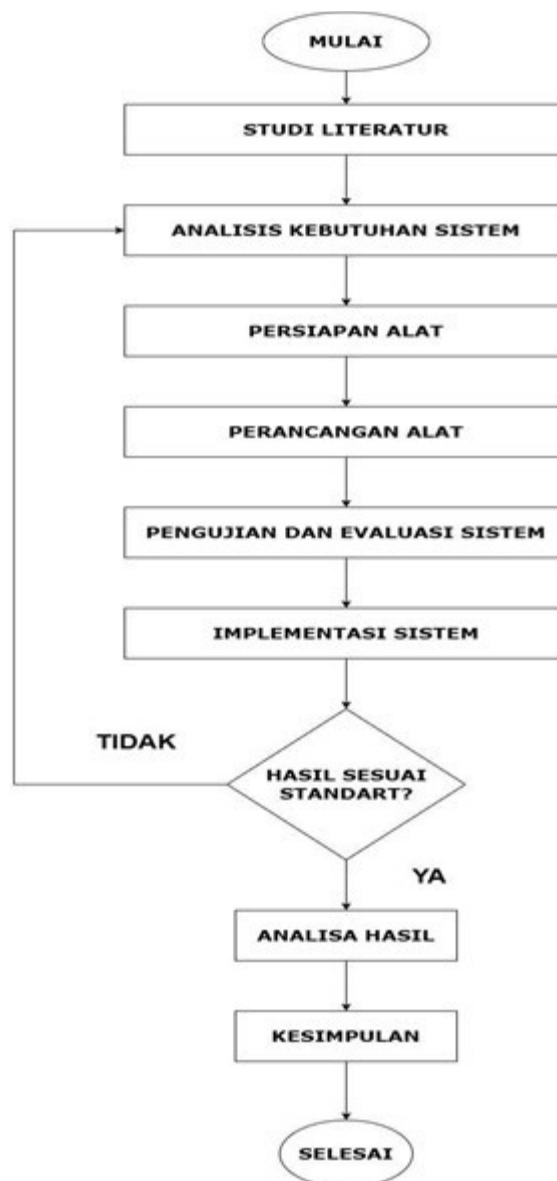 MULAI
STUDI LITERATUR
ANALISIS KEBUTUHAN SISTEM
PERSIAPAN ALAT
PERANCANGAN ALAT
PENGUJIAN DAN EVALUASI SISTEM
IMPLEMENTASI SISTEM
TIDAK
HASIL SESUAI
STANDART?
YA
ANALISA HASIL
KESIMPULAN
SELESAI